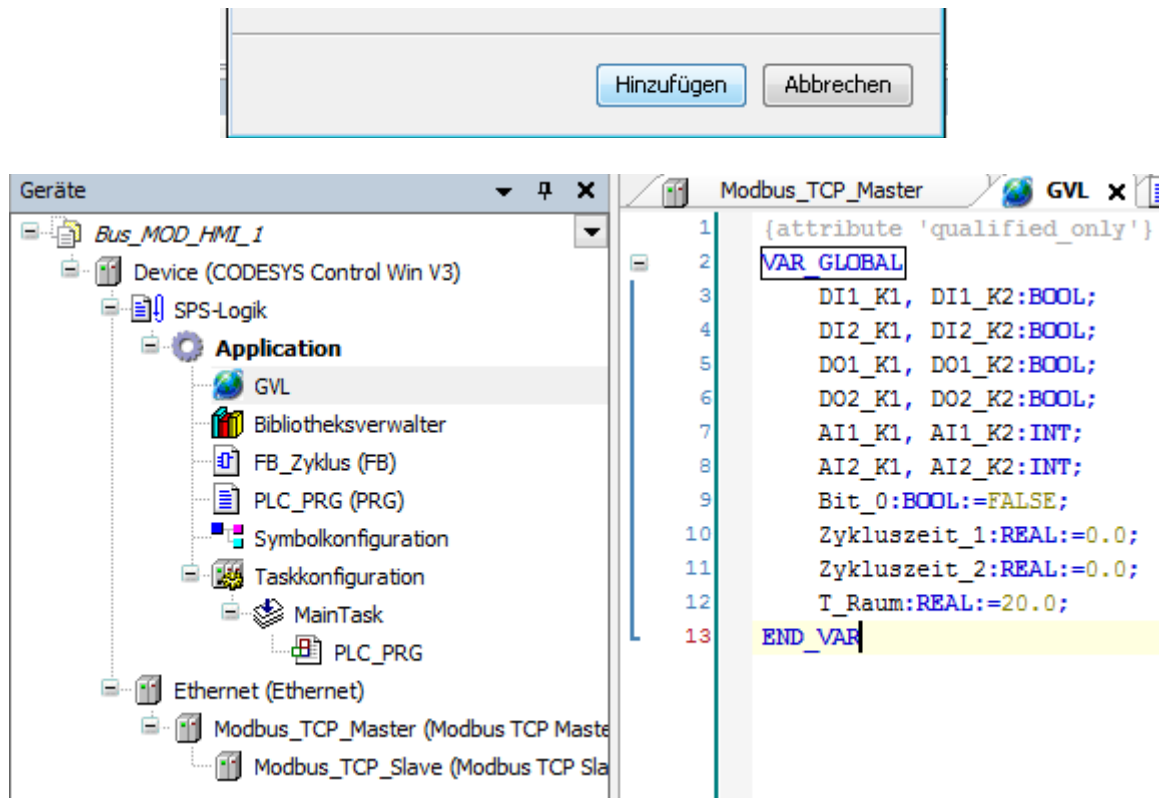 Hinzufügen Abbrechen
Geräte
Bus_MOD_HMI_1
Device (CODESYS Control Win V3)
SPS-Logik
Application
GVL
Bibliotheksverwalter
FB_Zyklus (FB)
PLC_PRG (PRG)
Symbolkonfiguration
Taskkonfiguration
MainTask
PLC_PRG
Ethernet (Ethernet)
Modbus_TCP_Master (Modbus TCP Maste
Modbus_TCP_Slave (Modbus TCP Sla
Modbus_TCP_Master GVL
1 {attribute 'qualified_only'}
2 VAR_GLOBAL
3 DI1_K1, DI1_K2:BOOL;
4 DI2_K1, DI2_K2:BOOL;
5 DO1_K1, DO1_K2:BOOL;
6 DO2_K1, DO2_K2:BOOL;
7 AI1_K1, AI1_K2:INT;
8 AI2_K1, AI2_K2:INT;
9 Bit_0:BOOL:=FALSE;
10 Zykluszeit_1:REAL:=0.0;
11 Zykluszeit_2:REAL:=0.0;
12 T_Raum:REAL:=20.0;
13 END_VAR